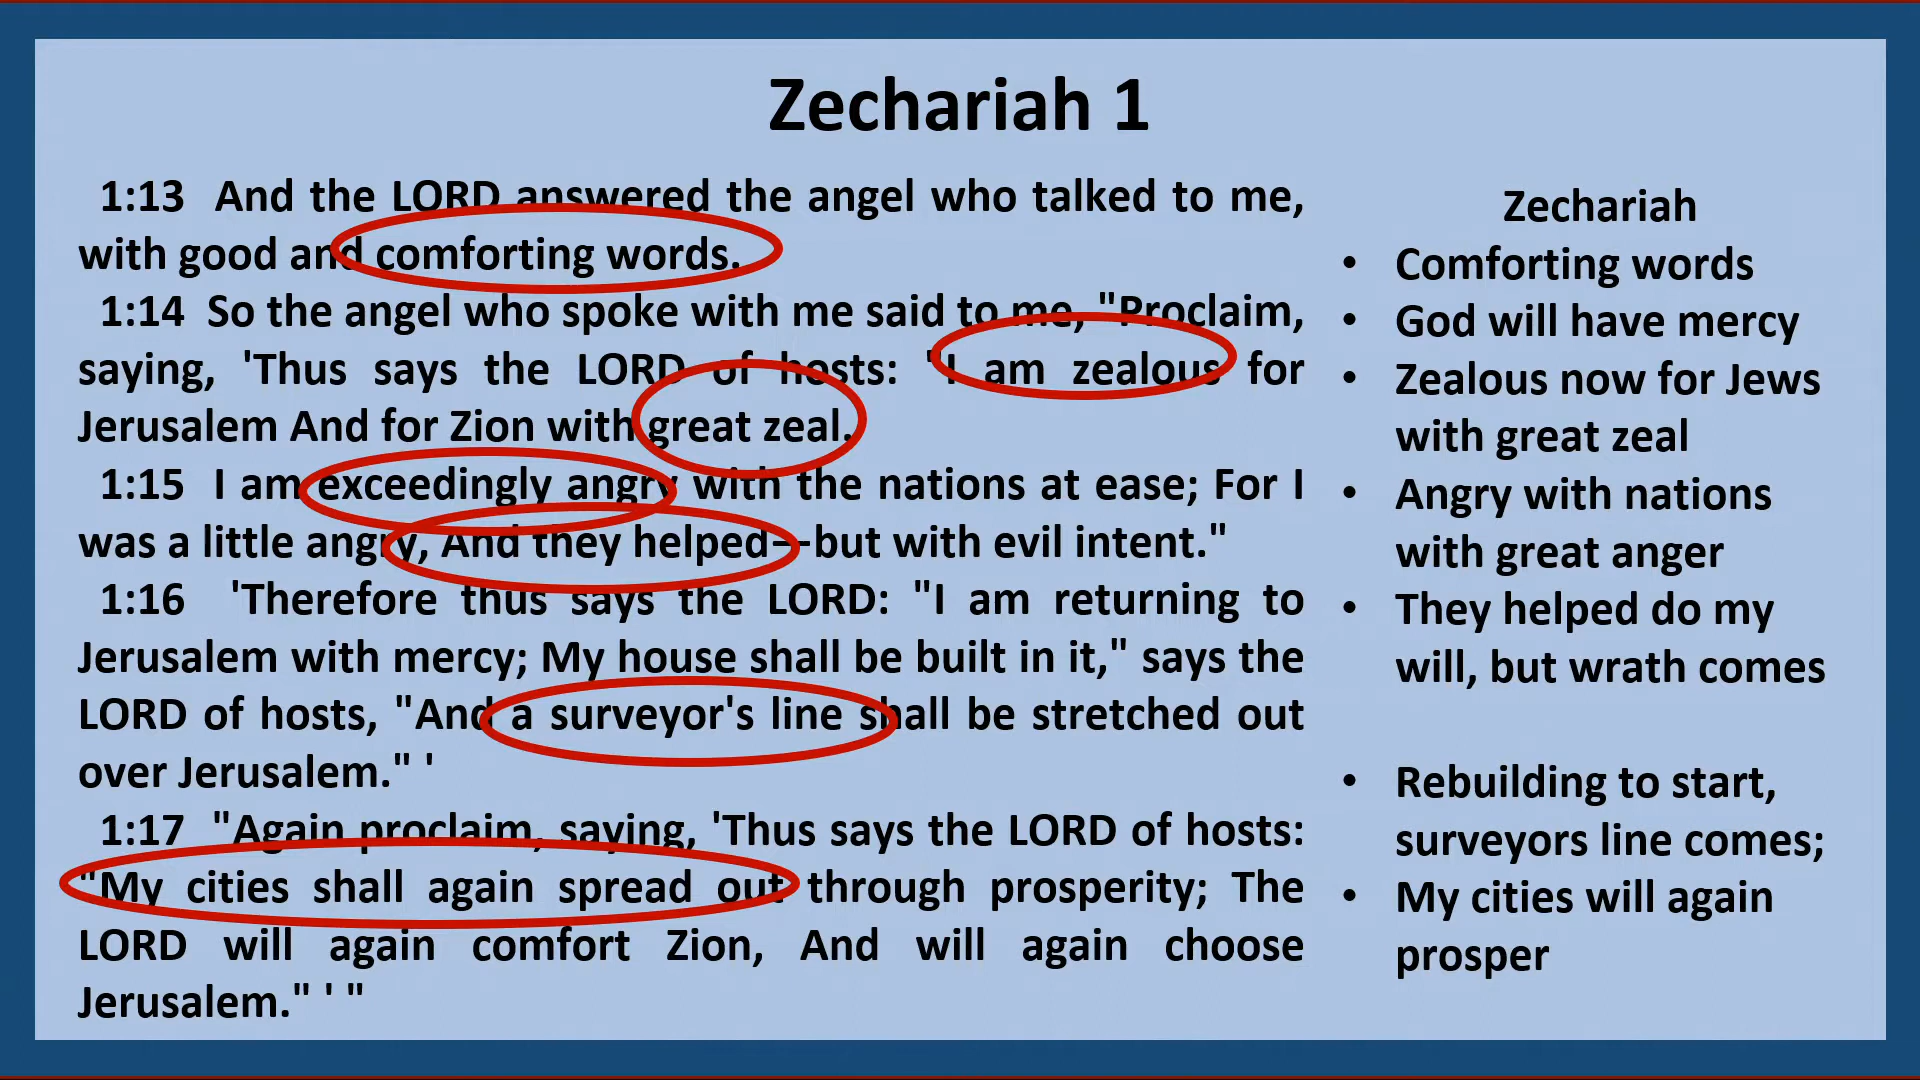 Zechariah 1
1:13 And the LORD answered the angel who talked to me,
with good and comforting words.
1:14 So the angel who spoke with me said to me, "Proclaim,
saying, 'Thus says the LORD of hosts: "I am zealous for
Jerusalem And for Zion with great zeal.
1:15 I am exceedingly angry with the nations at ease; For I
was a little angry, And they helped—but with evil intent."
1:16 'Therefore thus says the LORD: "I am returning to
Jerusalem with mercy; My house shall be built in it," says the
LORD of hosts, "And a surveyor's line shall be stretched out
over Jerusalem." '
1:17 "Again proclaim, saying, 'Thus says the LORD of hosts:
"My cities shall again spread out through prosperity; The
LORD will again comfort Zion, And will again choose
Jerusalem." ' "
Zechariah
• Comforting words
• God will have mercy
• Zealous now for Jews
with great zeal
• Angry with nations
with great anger
• They helped do my
will, but wrath comes
• Rebuilding to start,
surveyors line comes;
• My cities will again
prosper